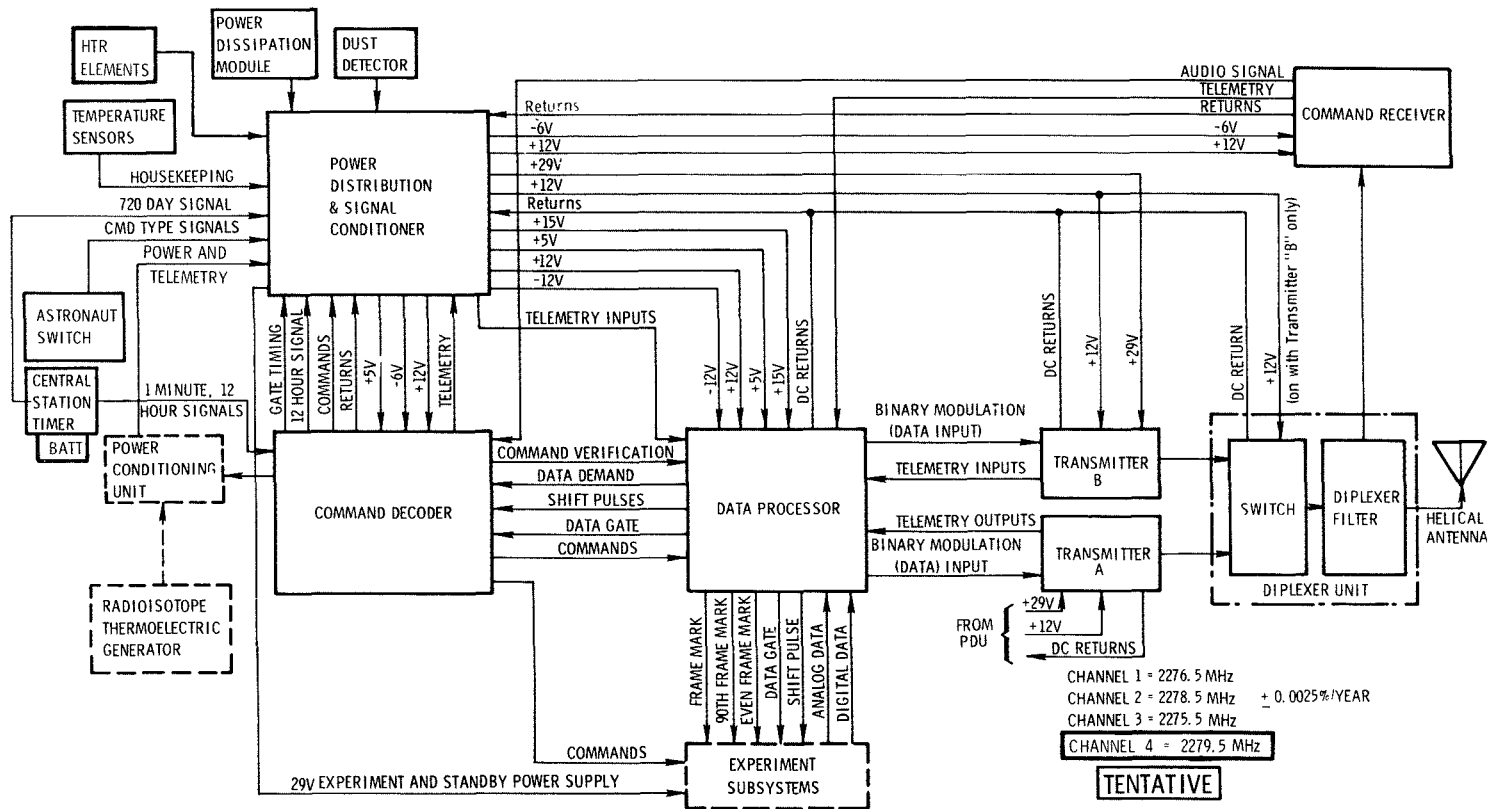 HTR
ELEMENTS
POWER
DISSIPATION
MODULE
DUST
DETECTOR
TEMPERATURE
SENSORS
HOUSEKEEPING
720 DAY SIGNAL
CMD TYPE SIGNALS
POWER AND
TELEMETRY
ASTRONAUT
SWITCH
CENTRAL
STATION
TIMER
BATT
1 MINUTE, 12
HOUR SIGNALS
POWER
CONDITIONING
UNIT
RADIOISOTOPE
THERMOELECTRIC
GENERATOR
POWER
DISTRIBUTION
& SIGNAL
CONDITIONER
AUDIO SIGNAL
TELEMETRY
RETURNS
Returns
-6V
-6V
+12V
+12V
COMMAND RECEIVER
+29V
+12V
Returns
+15V
+5V
+12V
-12V
TELEMETRY INPUTS
GATE TIMING
12 HOUR SIGNAL
COMMANDS
RETURNS
+5V
-6V
+12V
TELEMETRY
-12V
+12V
+5V
+15V
DC RETURNS
DC RETURNS
+12V
+29V
DC RETURN
+12V
(on with Transmitter "B" only)
COMMAND DECODER
COMMAND VERIFICATION
DATA DEMAND
SHIFT PULSES
DATA GATE
COMMANDS
DATA PROCESSOR
BINARY MODULATION
(DATA INPUT)
TELEMETRY INPUTS
TELEMETRY OUTPUTS
BINARY MODULATION
(DATA) INPUT
TRANSMITTER
B
TRANSMITTER
A
SWITCH
DIPLEXER
FILTER
DIPLEXER UNIT
HELICAL
ANTENNA
FROM
PDU
+29V
+12V
DC RETURNS
FRAME MARK
90TH FRAME MARK
EVEN FRAME MARK
DATA GATE
SHIFT PULSE
ANALOG DATA
DIGITAL DATA
COMMANDS
29V EXPERIMENT AND STANDBY POWER SUPPLY
EXPERIMENT
SUBSYSTEMS
CHANNEL 1 = 2276.5 MHz
CHANNEL 2 = 2278.5 MHz ± 0.0025%/YEAR
CHANNEL 3 = 2275.5 MHz
CHANNEL 4 = 2279.5 MHz
TENTATIVE